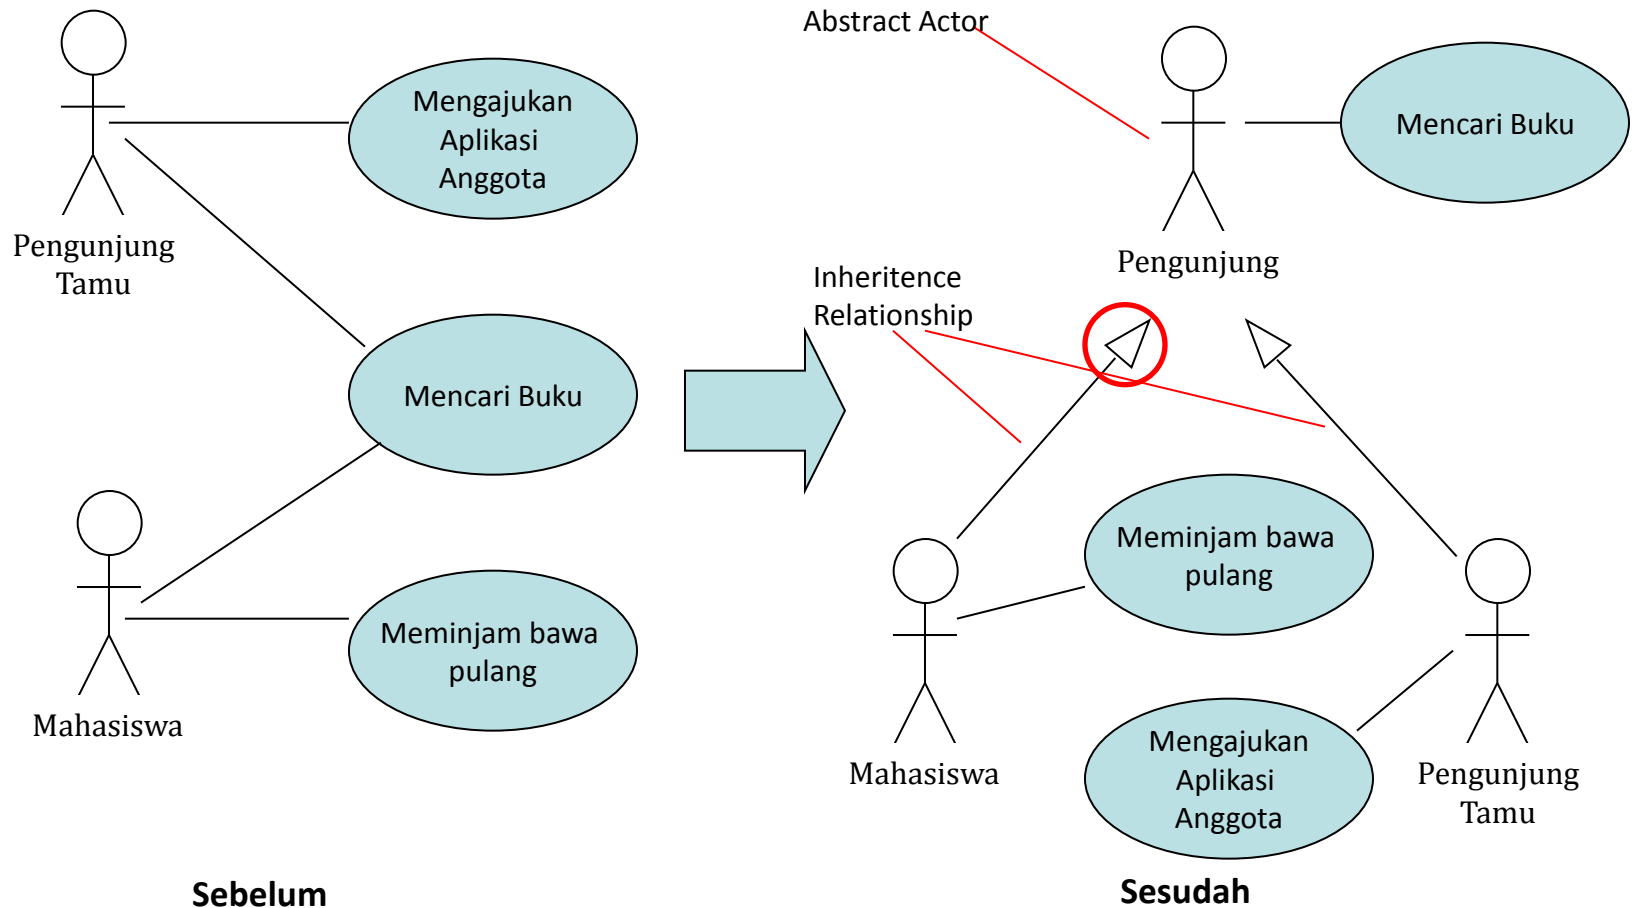 Mengajukan
Aplikasi
Anggota
Pengunjung
Tamu
Mencari Buku
Meminjam bawa
pulang
Mahasiswa
Sebelum
Abstract Actor
Mencari Buku
Pengunjung
Inheritence
Relationship
Meminjam bawa
pulang
Mahasiswa
Mengajukan
Aplikasi
Anggota
Pengunjung
Tamu
Sesudah